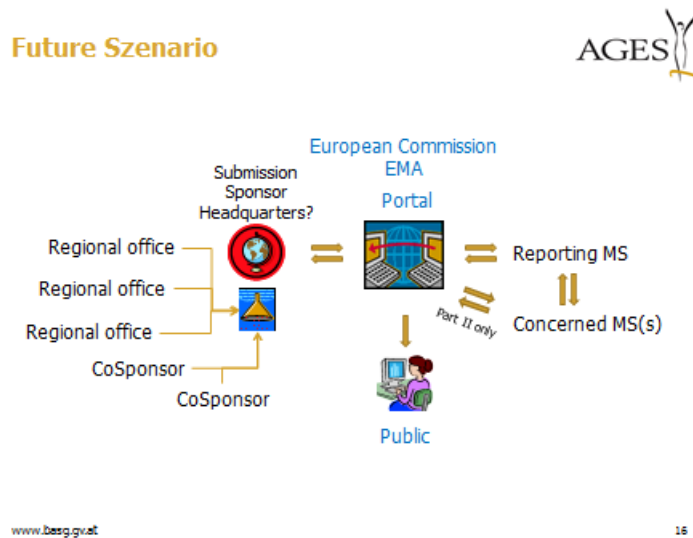 Future Szenario
AGES
European Commission
EMA
Portal
Submission
Sponsor
Headquarters?
Regional office
Regional office
Regional office
CoSponsor
CoSponsor
Reporting MS
Part II only
Concerned MS(s)
Public
www.basg.gv.at
16